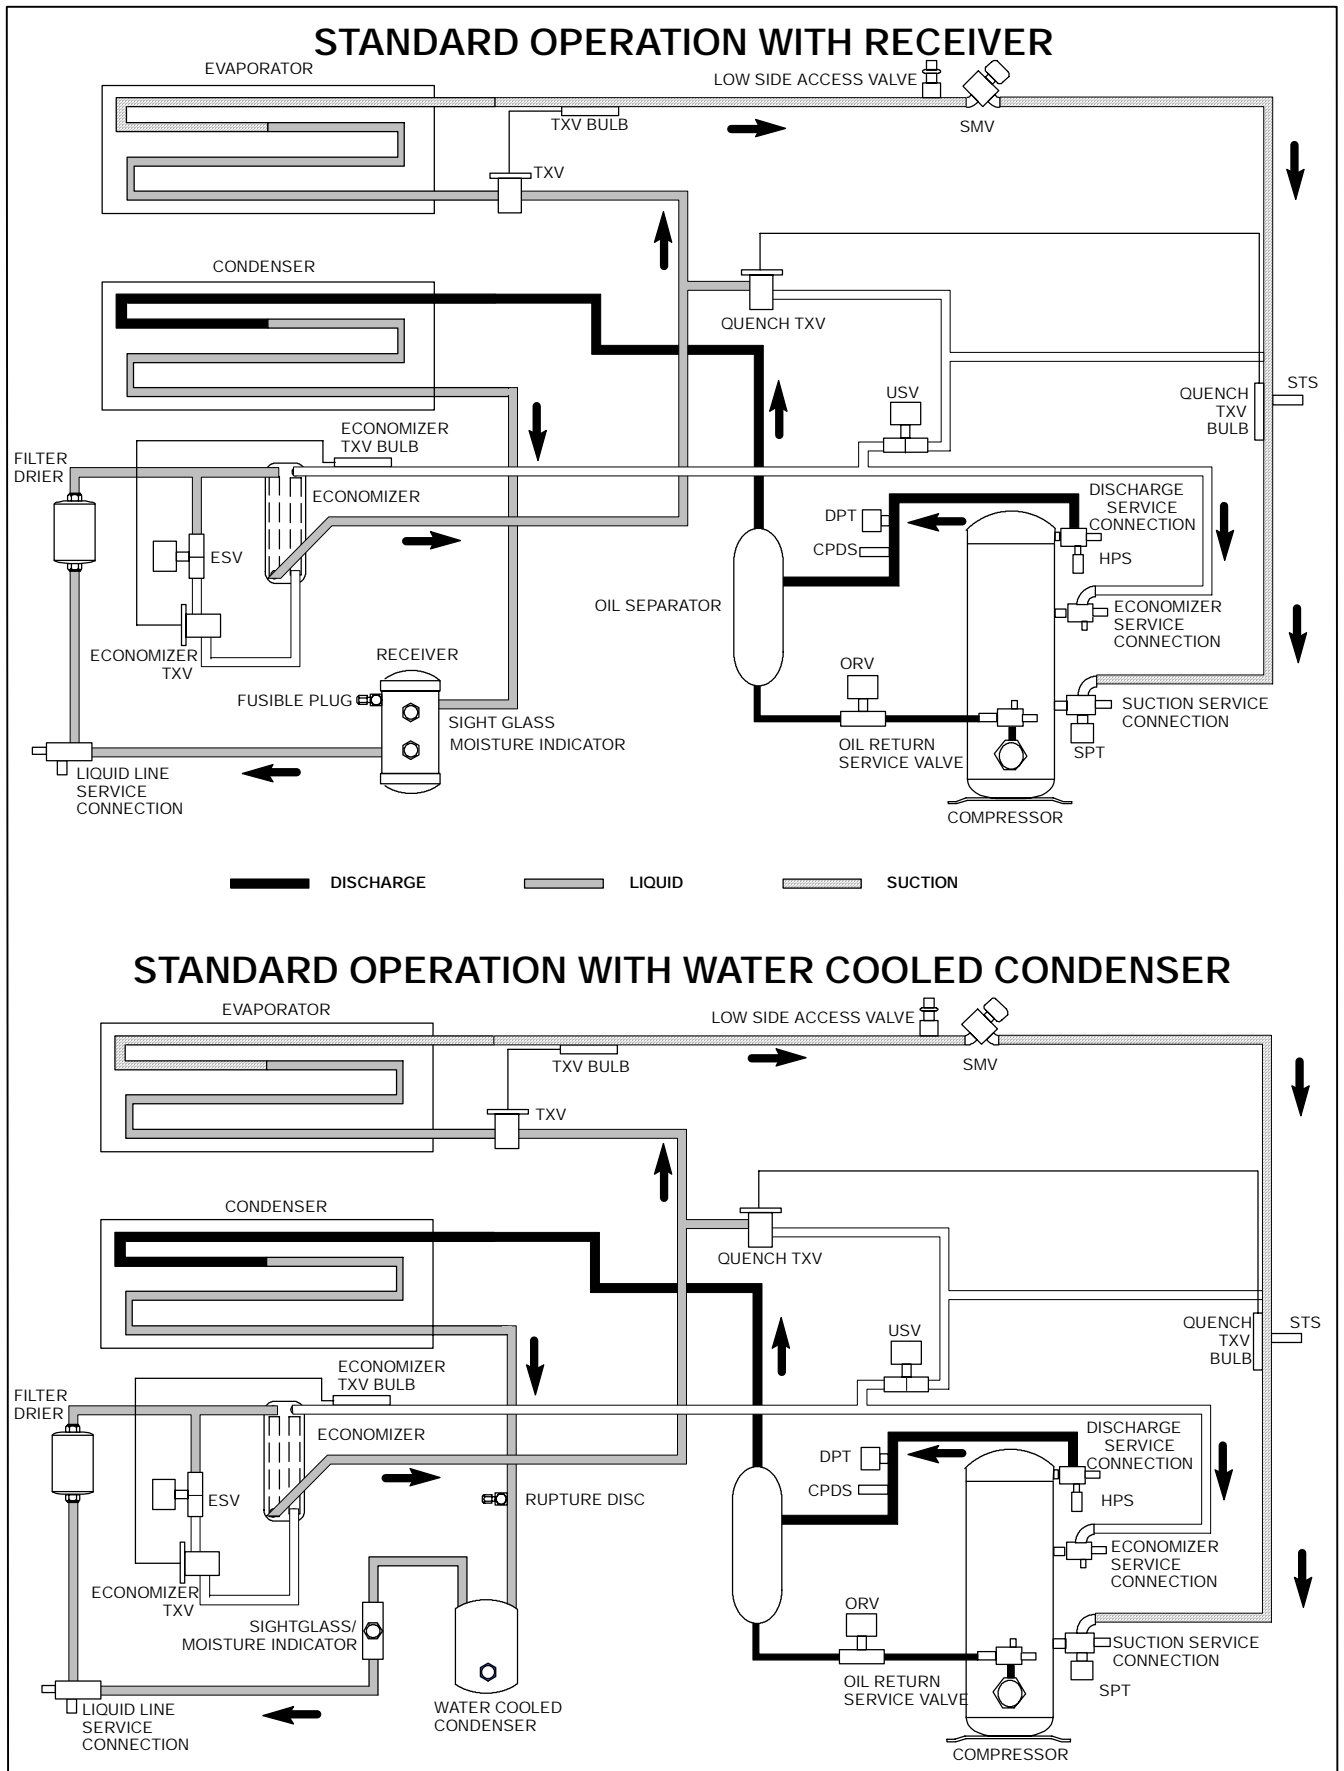 STANDARD OPERATION WITH RECEIVER
EVAPORATOR
LOW SIDE ACCESS VALVE
TXV BULB
SMV
TXV
CONDENSER
QUENCH TXV
USV
QUENCH
TXV
BULB
STS
ECONOMIZER
TXV BULB
FILTER
DRIER
ECONOMIZER
DISCHARGE
SERVICE
CONNECTION
DPT
CPDS
HPS
ESV
OIL SEPARATOR
ECONOMIZER
SERVICE
CONNECTION
ECONOMIZER
TXV
RECEIVER
ORV
FUSIBLE PLUG
SIGHT GLASS
MOISTURE INDICATOR
SUCTION SERVICE
CONNECTION
OIL RETURN
SERVICE VALVE
SPT
LIQUID LINE
SERVICE
CONNECTION
COMPRESSOR
DISCHARGE
LIQUID
SUCTION
STANDARD OPERATION WITH WATER COOLED CONDENSER
EVAPORATOR
LOW SIDE ACCESS VALVE
TXV BULB
SMV
TXV
CONDENSER
QUENCH TXV
USV
QUENCH
TXV
BULB
STS
ECONOMIZER
TXV BULB
FILTER
DRIER
ECONOMIZER
DISCHARGE
SERVICE
CONNECTION
DPT
CPDS
HPS
ESV
RUPTURE DISC
ECONOMIZER
SERVICE
CONNECTION
ECONOMIZER
TXV
SIGHTGLASS/
MOISTURE INDICATOR
ORV
SUCTION SERVICE
CONNECTION
OIL RETURN
SERVICE VALVE
SPT
LIQUID LINE
SERVICE
CONNECTION
WATER COOLED
CONDENSER
COMPRESSOR